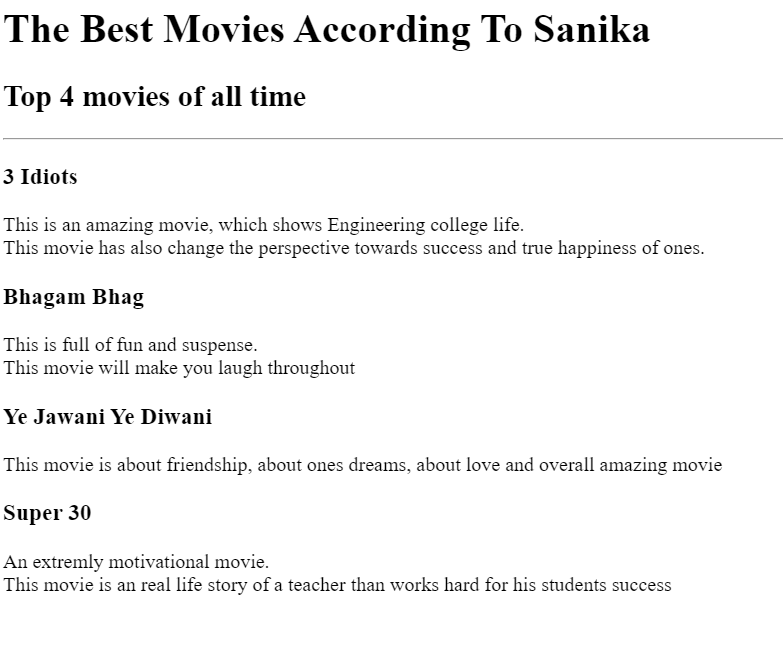 The Best Movies According To Sanika
Top 4 movies of all time
3 Idiots
This is an amazing movie, which shows Engineering college life.
This movie has also change the perspective towards success and true happiness of ones.
Bhagam Bhag
This is full of fun and suspense.
This movie will make you laugh throughout
Ye Jawani Ye Diwani
This movie is about friendship, about ones dreams, about love and overall amazing movie
Super 30
An extremly motivational movie.
This movie is an real life story of a teacher than works hard for his students success